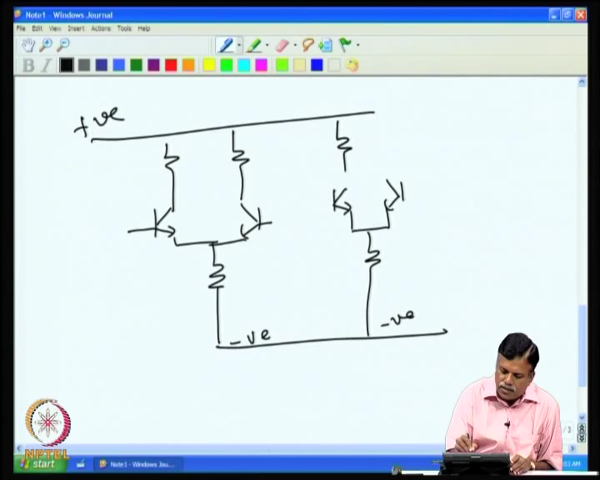 Note1 - Windows Journal
File Edit View Insert Actions Tools Help
B I
+ve
-ve
-ve
NPTEL
start
Note1 - Windows Jou...